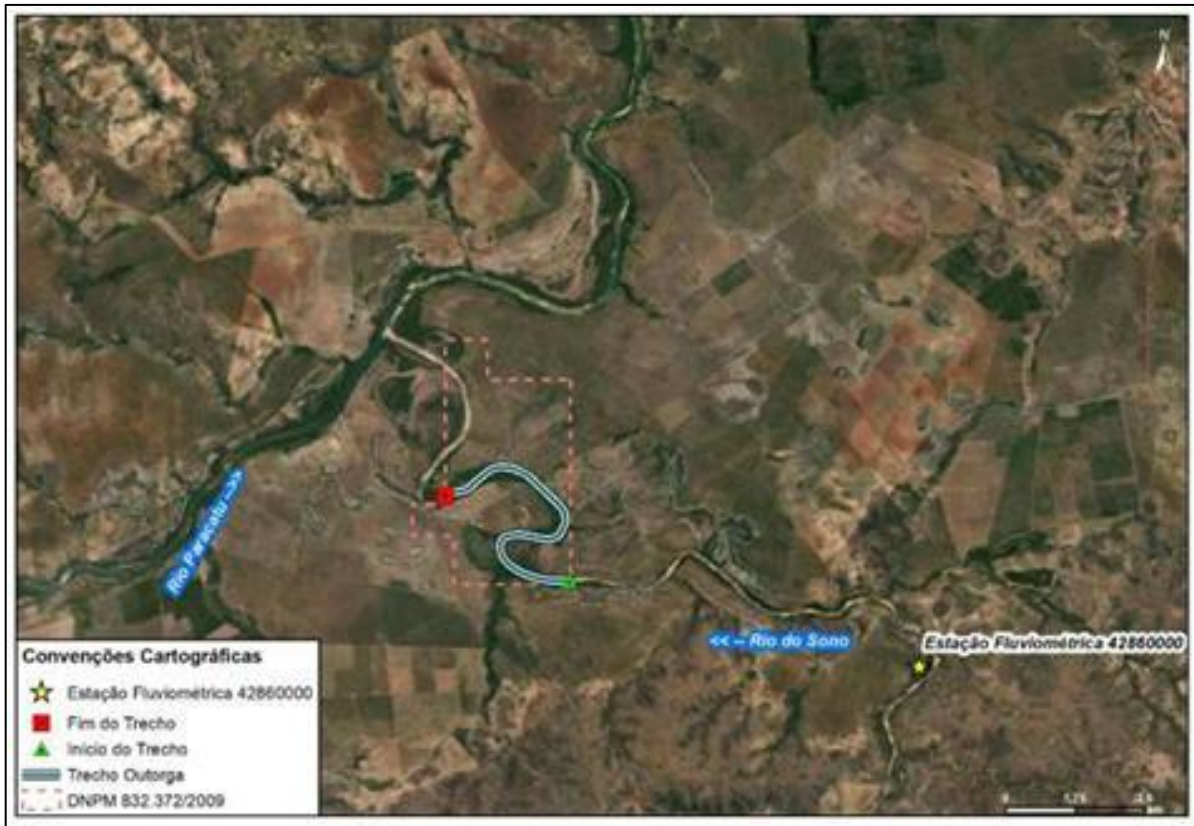 N
Rio Paracatu -->>
<< -- Rio do Sono
Estação Fluviométrica 42860000
Convenções Cartográficas
Estação Fluviométrica 42860000
Fim do Trecho
Início do Trecho
Trecho Outorga
DNPM 832.372/2009
0